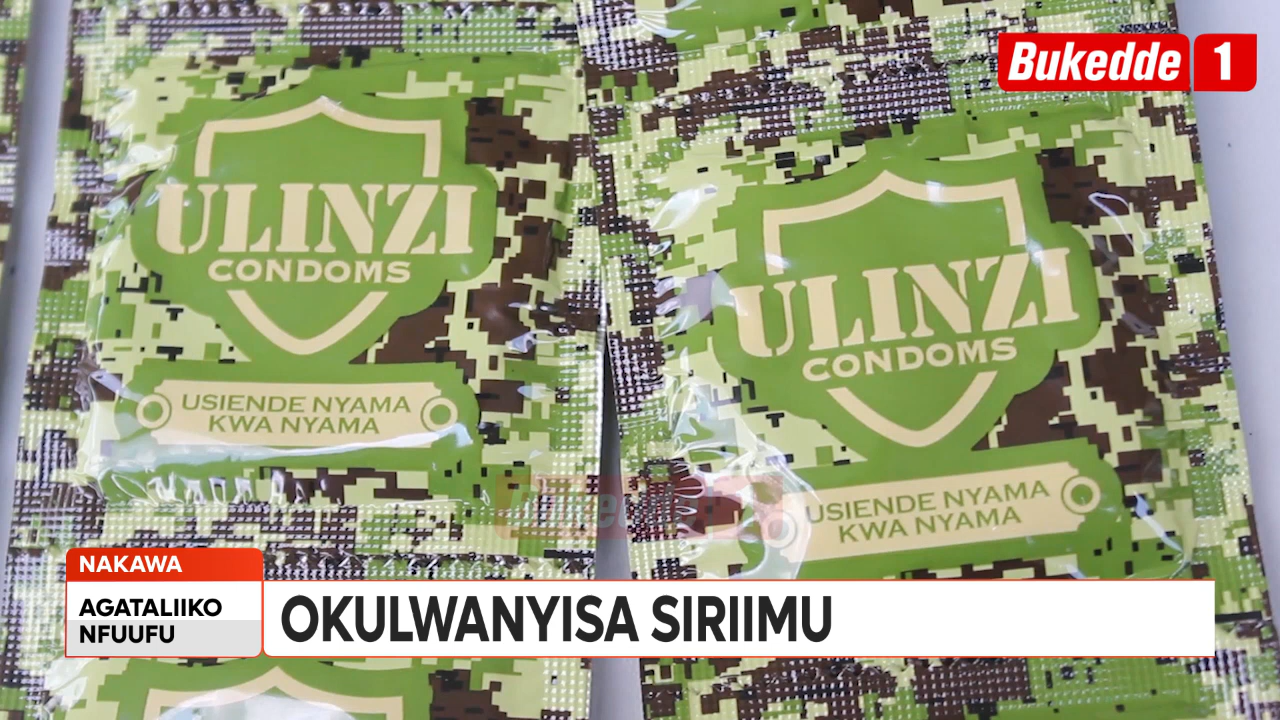 Bukedde 1
ULINZI
CONDOMS
USIENDE NYAMA
KWA NYAMA
ULINZI
CONDOMS
USIENDE NYAMA
KWA NYAMA
NAKAWA
AGATALIIKO
NFUUFU
OKULWANYISA SIRIIMU